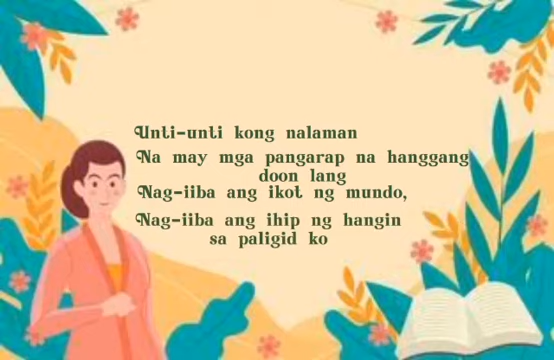 Unti-unti kong nalaman
Na may mga pangarap na hanggang
doon lang
Nag-iiba ang ikot ng mundo,
Nag-iiba ang ihip ng hangin
sa paligid ko